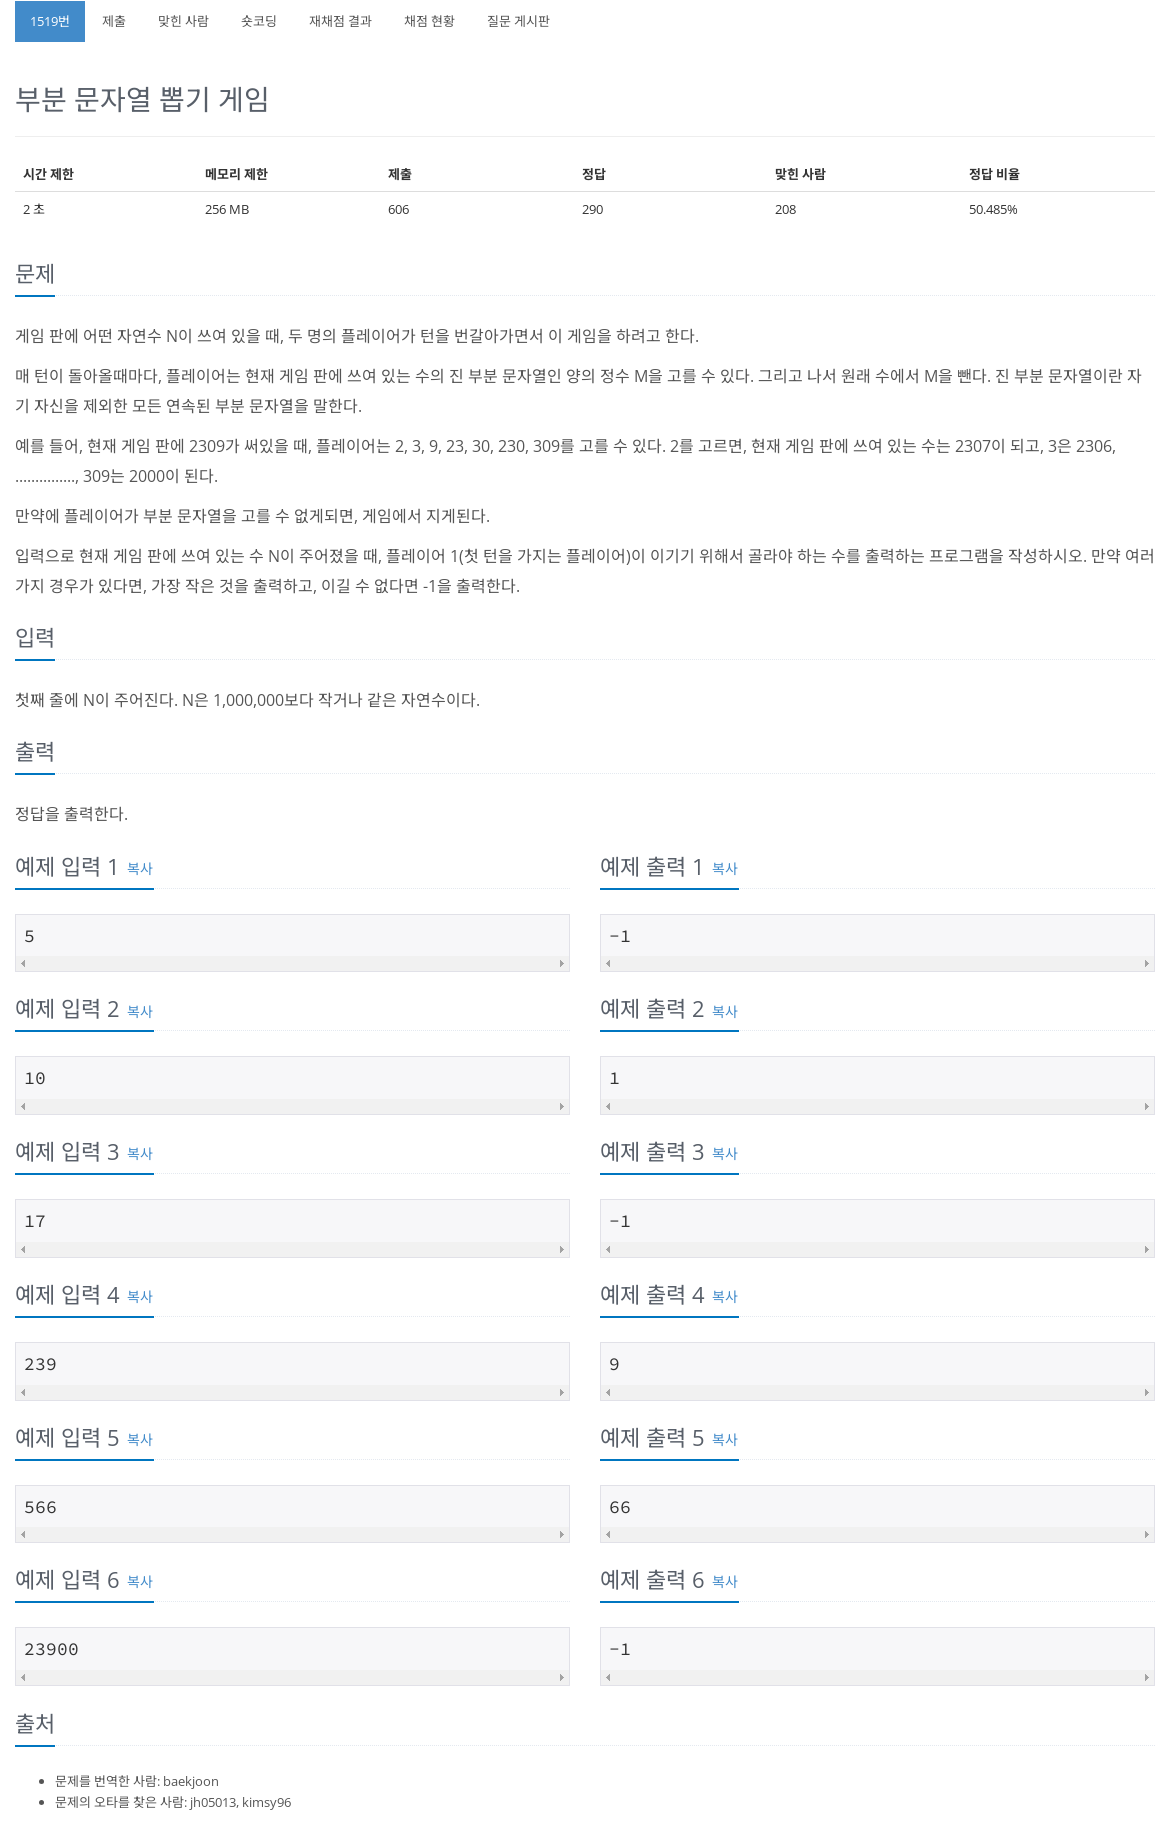 1519번 제출 맞힌 사람 숏코딩 재채점 결과 채점 현황 질문 게시판
부분 문자열 뽑기 게임
시간 제한 메모리 제한 제출 정답 맞힌 사람 정답 비율
2 초 256 MB 606 290 208 50.485%
문제
게임 판에 어떤 자연수 N이 쓰여 있을 때, 두 명의 플레이어가 턴을 번갈아가면서 이 게임을 하려고 한다.
매 턴이 돌아올때마다, 플레이어는 현재 게임 판에 쓰여 있는 수의 진 부분 문자열인 양의 정수 M을 고를 수 있다. 그리고 나서 원래 수에서 M을 뺀다. 진 부분 문자열이란 자
기 자신을 제외한 모든 연속된 부분 문자열을 말한다.
예를 들어, 현재 게임 판에 2309가 써있을 때, 플레이어는 2, 3, 9, 23, 30, 230, 309를 고를 수 있다. 2를 고르면, 현재 게임 판에 쓰여 있는 수는 2307이 되고, 3은 2306,
..............., 309는 2000이 된다.
만약에 플레이어가 부분 문자열을 고를 수 없게되면, 게임에서 지게된다.
입력으로 현재 게임 판에 쓰여 있는 수 N이 주어졌을 때, 플레이어 1(첫 턴을 가지는 플레이어)이 이기기 위해서 골라야 하는 수를 출력하는 프로그램을 작성하시오. 만약 여러
가지 경우가 있다면, 가장 작은 것을 출력하고, 이길 수 없다면 -1을 출력한다.
입력
첫째 줄에 N이 주어진다. N은 1,000,000보다 작거나 같은 자연수이다.
출력
정답을 출력한다.
예제 입력 1 복사 예제 출력 1 복사
5 -1
예제 입력 2 복사 예제 출력 2 복사
10 1
예제 입력 3 복사 예제 출력 3 복사
17 -1
예제 입력 4 복사 예제 출력 4 복사
239 9
예제 입력 5 복사 예제 출력 5 복사
566 66
예제 입력 6 복사 예제 출력 6 복사
23900 -1
출처
문제를 번역한 사람: baekjoon
문제의 오타를 찾은 사람: jh05013, kimsy96